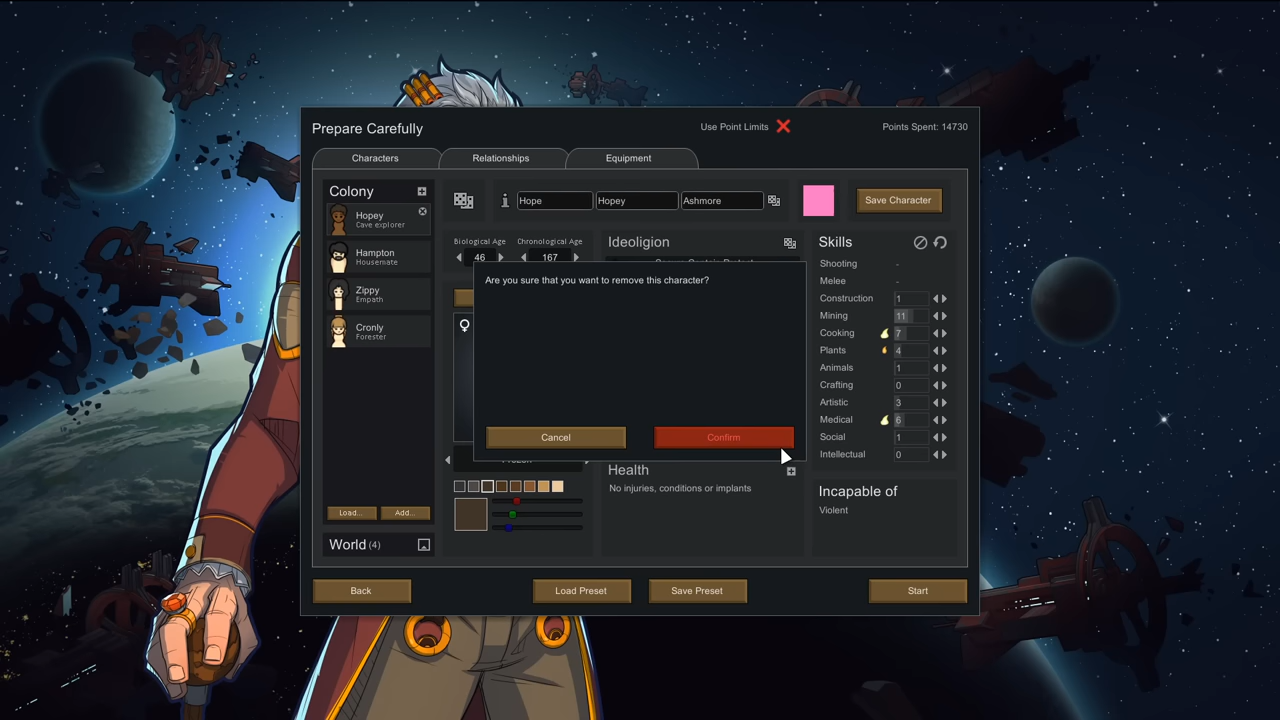 Prepare Carefully
Use Point Limits
Points Spent: 14730
Characters
Relationships
Equipment
Colony
Hopey
Cave explorer
Hampton
Housemate
Zippy
Empath
Cronly
Forester
Load...
Add...
World (4)
Hope
Hopey
Ashmore
Save Character
Biological Age
Chronological Age
46
167
Ideoligion
Are you sure that you want to remove this character?
Cancel
Confirm
Health
No injuries, conditions or implants
Skills
Shooting -
Melee -
Construction 1
Mining 11
Cooking 7
Plants 4
Animals 1
Crafting 0
Artistic 3
Medical 6
Social 1
Intellectual 0
Incapable of
Violent
Back
Load Preset
Save Preset
Start